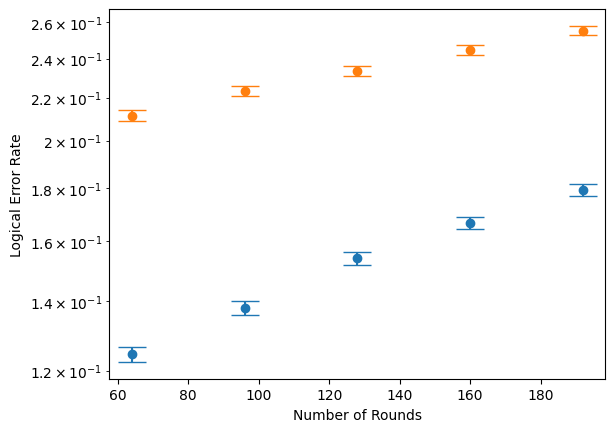 2.6 × 10⁻¹
2.4 × 10⁻¹
2.2 × 10⁻¹
2 × 10⁻¹
1.8 × 10⁻¹
1.6 × 10⁻¹
1.4 × 10⁻¹
1.2 × 10⁻¹
Logical Error Rate
60 80 100 120 140 160 180
Number of Rounds